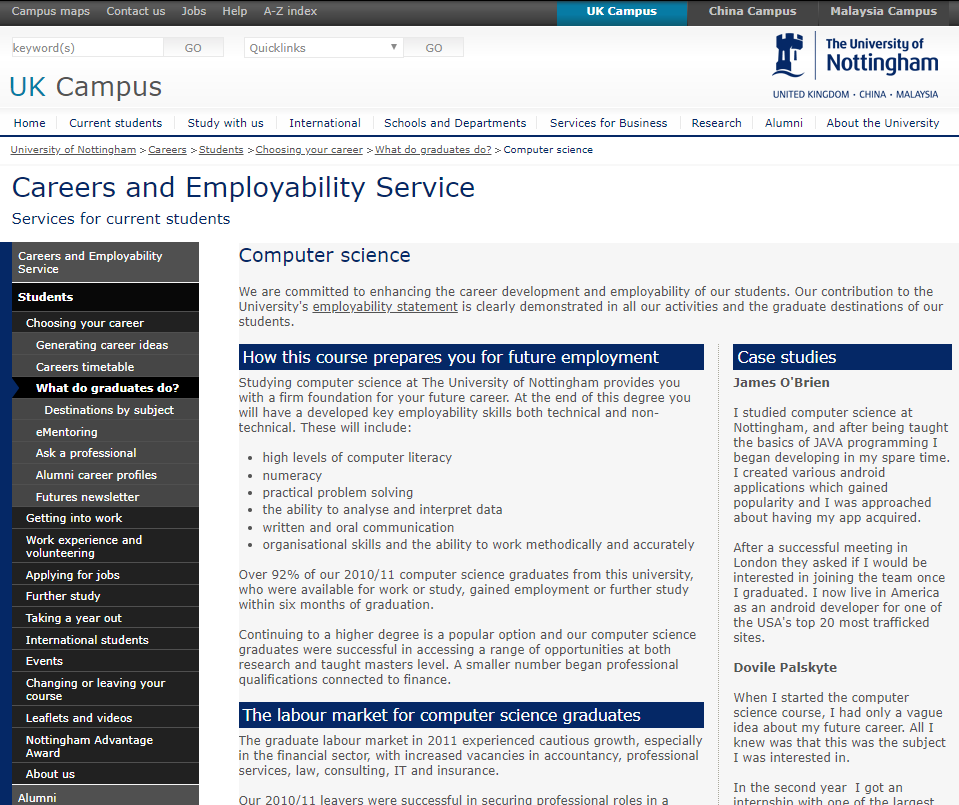 Campus maps Contact us Jobs Help A-Z index UK Campus China Campus Malaysia Campus
keyword(s) GO Quicklinks GO
The University of
Nottingham
UNITED KINGDOM · CHINA · MALAYSIA
UK Campus
Home Current students Study with us International Schools and Departments Services for Business Research Alumni About the University
University of Nottingham > Careers > Students > Choosing your career > What do graduates do? > Computer science
Careers and Employability Service
Services for current students
Careers and Employability
Service
Students
Choosing your career
Generating career ideas
Careers timetable
What do graduates do?
Destinations by subject
eMentoring
Ask a professional
Alumni career profiles
Futures newsletter
Getting into work
Work experience and
volunteering
Applying for jobs
Further study
Taking a year out
International students
Events
Changing or leaving your
course
Leaflets and videos
Nottingham Advantage
Award
About us
Alumni
Computer science
We are committed to enhancing the career development and employability of our students. Our contribution to the
University's employability statement is clearly demonstrated in all our activities and the graduate destinations of our
students.
How this course prepares you for future employment
Studying computer science at The University of Nottingham provides you
with a firm foundation for your future career. At the end of this degree you
will have a developed key employability skills both technical and non-
technical. These will include:
• high levels of computer literacy
• numeracy
• practical problem solving
• the ability to analyse and interpret data
• written and oral communication
• organisational skills and the ability to work methodically and accurately
Over 92% of our 2010/11 computer science graduates from this university,
who were available for work or study, gained employment or further study
within six months of graduation.
Continuing to a higher degree is a popular option and our computer science
graduates were successful in accessing a range of opportunities at both
research and taught masters level. A smaller number began professional
qualifications connected to finance.
The labour market for computer science graduates
The graduate labour market in 2011 experienced cautious growth, especially
in the financial sector, with increased vacancies in accountancy, professional
services, law, consulting, IT and insurance.
Our 2010/11 leavers were successful in securing professional roles in a
Case studies
James O'Brien
I studied computer science at
Nottingham, and after being taught
the basics of JAVA programming I
began developing in my spare time.
I created various android
applications which gained
popularity and I was approached
about having my app acquired.
After a successful meeting in
London they asked if I would be
interested in joining the team once
I graduated. I now live in America
as an android developer for one of
the USA's top 20 most trafficked
sites.
Dovile Palskyte
When I started the computer
science course, I had only a vague
idea about my future career. All I
knew was that this was the subject
I was interested in.
In the second year I got an
internship with one of the largest